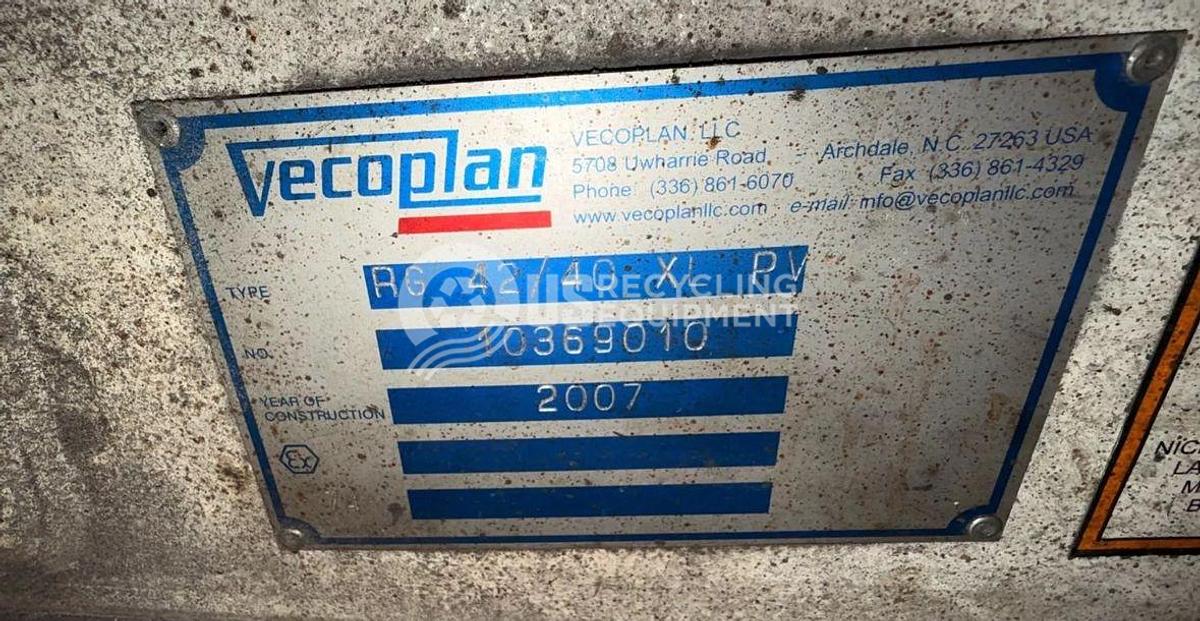 vecoplan
VECOPLAN, LLC
5708 Uwharrie Road - Archdale, N.C. 27263 USA
Phone: (336) 861-6070 Fax (336) 861-4329
www.vecoplanllc.com e-mail: info@vecoplanllc.com
TYPE RG 42/40 XL PV
US RECYCLING
EQUIPMENT
NO. 10369010
YEAR OF
CONSTRUCTION 2007
Ex